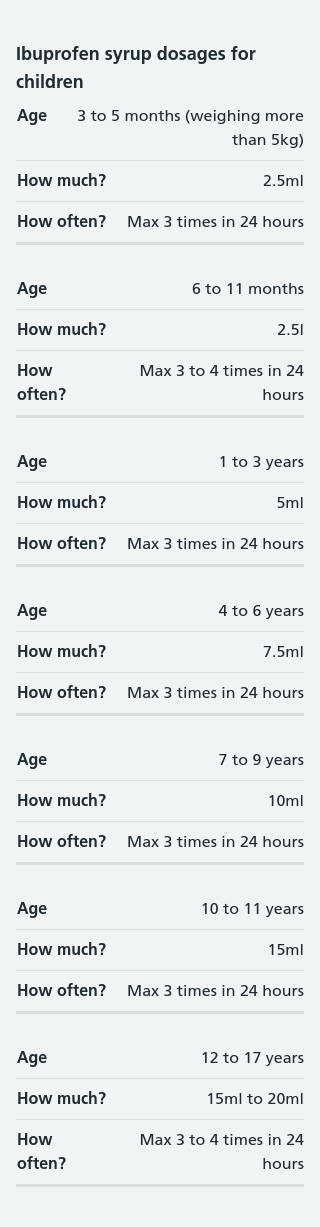 Ibuprofen syrup dosages for
children
Age 3 to 5 months (weighing more
than 5kg)
How much? 2.5ml
How often? Max 3 times in 24 hours
Age 6 to 11 months
How much? 2.5l
How Max 3 to 4 times in 24
often? hours
Age 1 to 3 years
How much? 5ml
How often? Max 3 times in 24 hours
Age 4 to 6 years
How much? 7.5ml
How often? Max 3 times in 24 hours
Age 7 to 9 years
How much? 10ml
How often? Max 3 times in 24 hours
Age 10 to 11 years
How much? 15ml
How often? Max 3 times in 24 hours
Age 12 to 17 years
How much? 15ml to 20ml
How Max 3 to 4 times in 24
often? hours